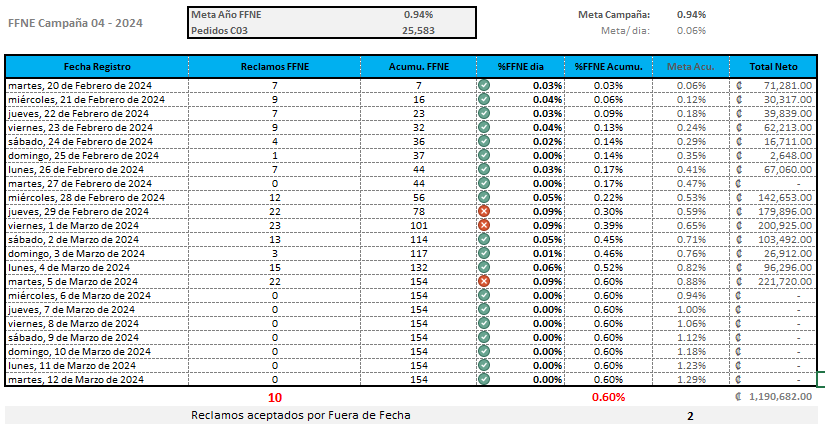 FFNE Campaña 04 - 2024
Meta Año FFNE 0.94%
Pedidos C03 25,583
Meta Campaña: 0.94%
Meta/ dia: 0.06%
Fecha Registro Reclamos FFNE Acumu. FFNE %FFNE dia %FFNE Acumu. Meta Acu. Total Neto
martes, 20 de Febrero de 2024 7 7 0.03% 0.03% 0.06% ₡ 71,281.00
miércoles, 21 de Febrero de 2024 9 16 0.04% 0.06% 0.12% ₡ 30,317.00
jueves, 22 de Febrero de 2024 7 23 0.03% 0.09% 0.18% ₡ 39,839.00
viernes, 23 de Febrero de 2024 9 32 0.04% 0.13% 0.24% ₡ 62,213.00
sábado, 24 de Febrero de 2024 4 36 0.02% 0.14% 0.29% ₡ 16,711.00
domingo, 25 de Febrero de 2024 1 37 0.00% 0.14% 0.35% ₡ 2,648.00
lunes, 26 de Febrero de 2024 7 44 0.03% 0.17% 0.41% ₡ 67,060.00
martes, 27 de Febrero de 2024 0 44 0.00% 0.17% 0.47% ₡ -
miércoles, 28 de Febrero de 2024 12 56 0.05% 0.22% 0.53% ₡ 142,653.00
jueves, 29 de Febrero de 2024 22 78 0.09% 0.30% 0.59% ₡ 179,896.00
viernes, 1 de Marzo de 2024 23 101 0.09% 0.39% 0.65% ₡ 200,925.00
sábado, 2 de Marzo de 2024 13 114 0.05% 0.45% 0.71% ₡ 103,492.00
domingo, 3 de Marzo de 2024 3 117 0.01% 0.46% 0.76% ₡ 26,912.00
lunes, 4 de Marzo de 2024 15 132 0.06% 0.52% 0.82% ₡ 96,296.00
martes, 5 de Marzo de 2024 22 154 0.09% 0.60% 0.88% ₡ 221,720.00
miércoles, 6 de Marzo de 2024 0 154 0.00% 0.60% 0.94% ₡ -
jueves, 7 de Marzo de 2024 0 154 0.00% 0.60% 1.00% ₡ -
viernes, 8 de Marzo de 2024 0 154 0.00% 0.60% 1.06% ₡ -
sábado, 9 de Marzo de 2024 0 154 0.00% 0.60% 1.12% ₡ -
domingo, 10 de Marzo de 2024 0 154 0.00% 0.60% 1.18% ₡ -
lunes, 11 de Marzo de 2024 0 154 0.00% 0.60% 1.23% ₡ -
martes, 12 de Marzo de 2024 0 154 0.00% 0.60% 1.29% ₡ -
10 0.60% ₡ 1,190,682.00
Reclamos aceptados por Fuera de Fecha 2